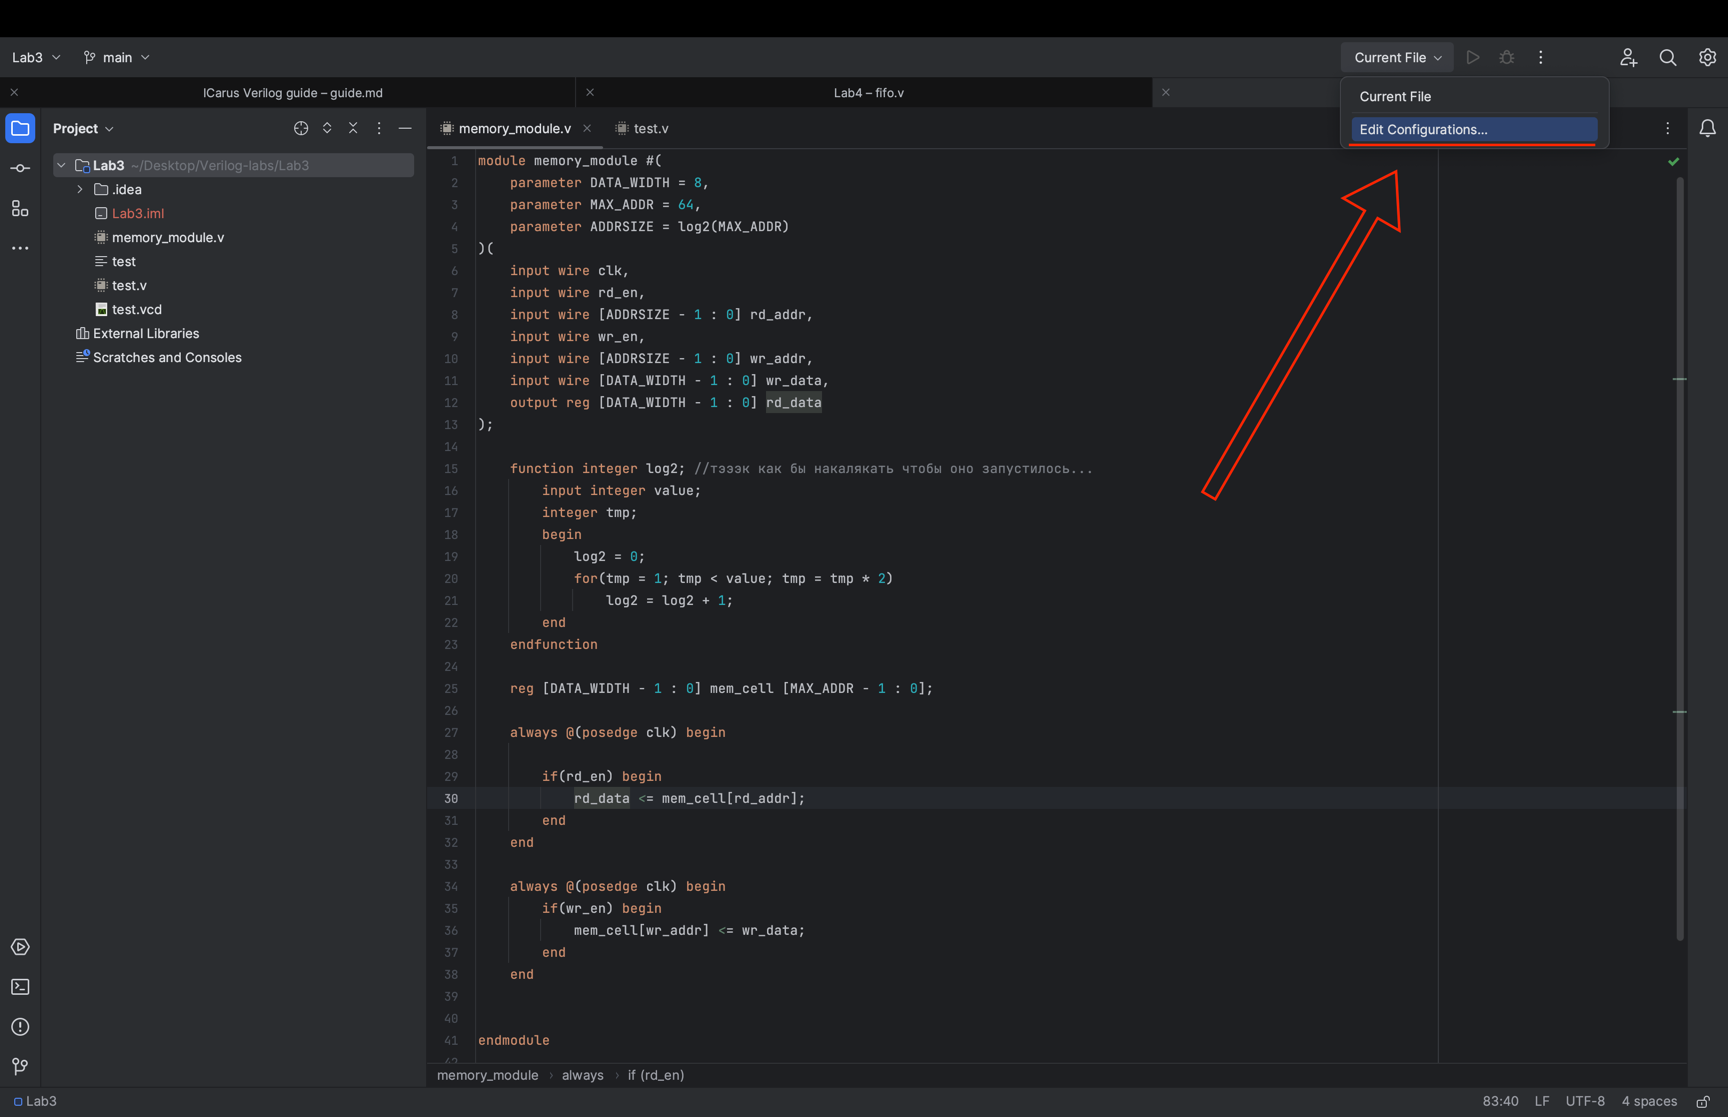 Lab3
main
Current File
ICarus Verilog guide – guide.md
Lab4 – fifo.v
Current File
Edit Configurations...
Project
Lab3 ~/Desktop/Verilog-labs/Lab3
.idea
Lab3.iml
memory_module.v
test
test.v
test.vcd
External Libraries
Scratches and Consoles
memory_module.v
test.v
1 module memory_module #(
2 parameter DATA_WIDTH = 8,
3 parameter MAX_ADDR = 64,
4 parameter ADDRSIZE = log2(MAX_ADDR)
5 )(
6 input wire clk,
7 input wire rd_en,
8 input wire [ADDRSIZE - 1 : 0] rd_addr,
9 input wire wr_en,
10 input wire [ADDRSIZE - 1 : 0] wr_addr,
11 input wire [DATA_WIDTH - 1 : 0] wr_data,
12 output reg [DATA_WIDTH - 1 : 0] rd_data
13 );
14
15 function integer log2; //тэээк как бы накалякать чтобы оно запустилось...
16 input integer value;
17 integer tmp;
18 begin
19 log2 = 0;
20 for(tmp = 1; tmp < value; tmp = tmp * 2)
21 log2 = log2 + 1;
22 end
23 endfunction
24
25 reg [DATA_WIDTH - 1 : 0] mem_cell [MAX_ADDR - 1 : 0];
26
27 always @(posedge clk) begin
28
29 if(rd_en) begin
30 rd_data <= mem_cell[rd_addr];
31 end
32 end
33
34 always @(posedge clk) begin
35 if(wr_en) begin
36 mem_cell[wr_addr] <= wr_data;
37 end
38 end
39
40
41 endmodule
42
memory_module › always › if (rd_en)
Lab3
83:40 LF UTF-8 4 spaces